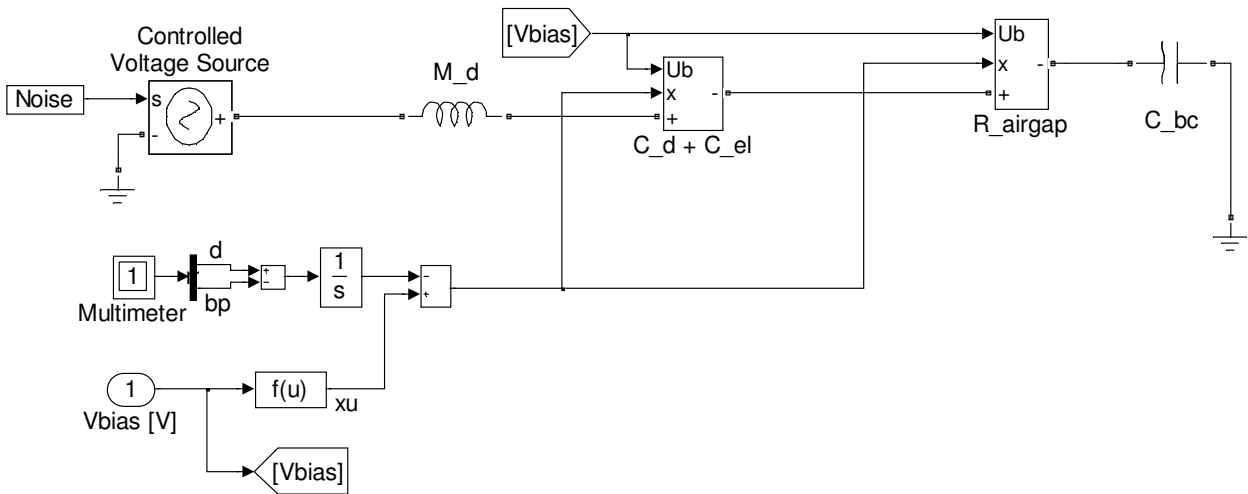 Controlled
Voltage Source
Noise
s
-
+
M_d
[Vbias]
Ub
x
+
-
C_d + C_el
Ub
x
+
-
R_airgap
C_bc
1
Multimeter
d
bp
+
-
1
s
-
+
1
Vbias [V]
f(u)
xu
[Vbias]